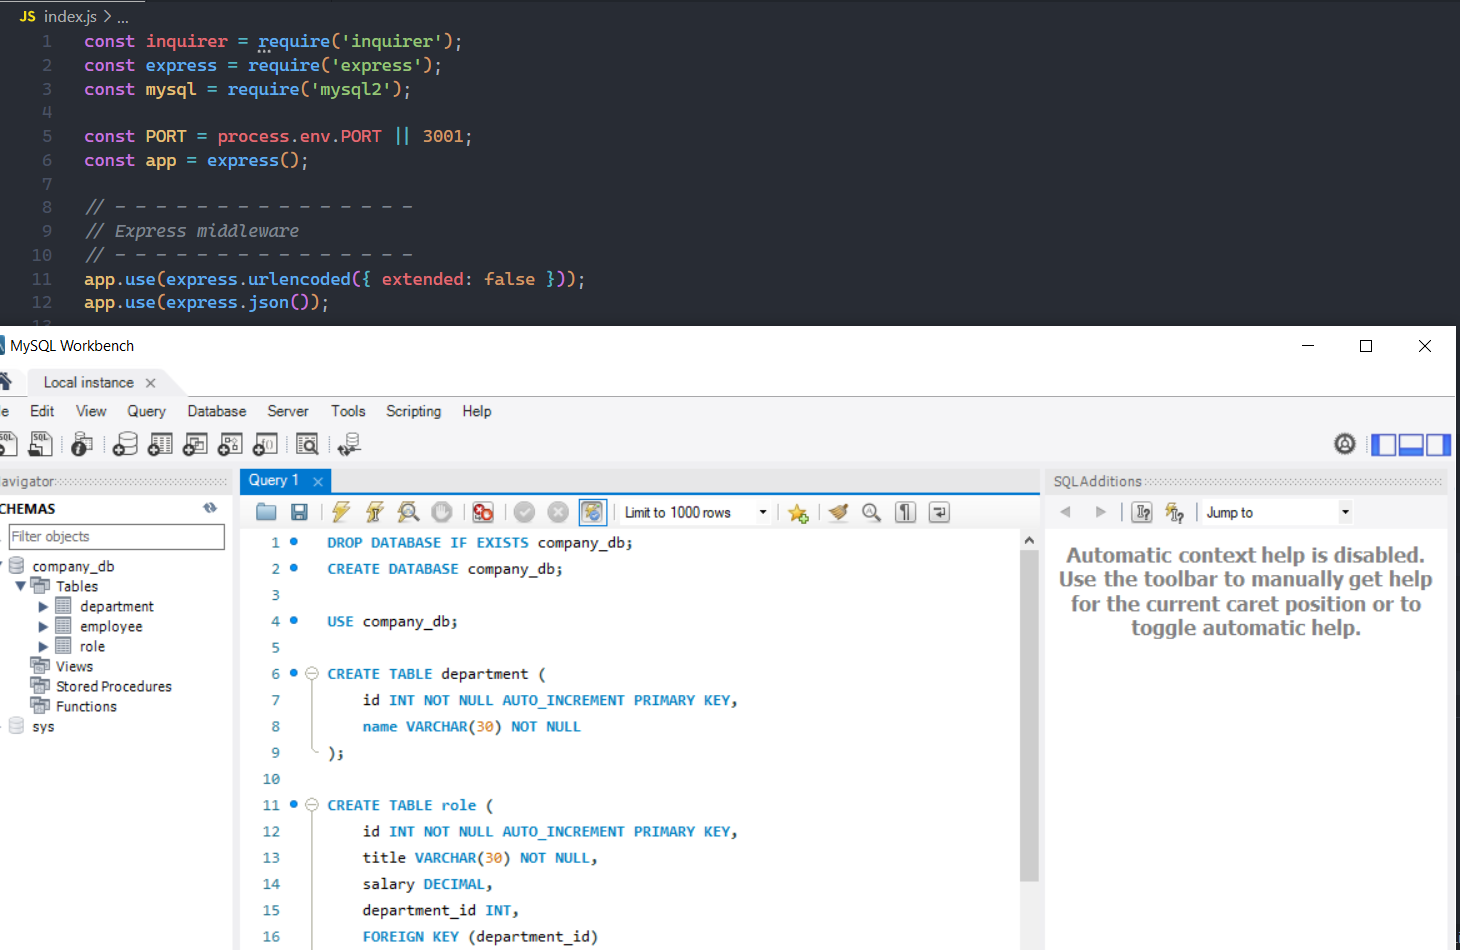 JS index.js > ...
1 const inquirer = require('inquirer');
2 const express = require('express');
3 const mysql = require('mysql2');
4
5 const PORT = process.env.PORT || 3001;
6 const app = express();
7
8 // - - - - - - - - - - - - - - -
9 // Express middleware
10 // - - - - - - - - - - - - - - -
11 app.use(express.urlencoded({ extended: false }));
12 app.use(express.json());
13
MySQL Workbench
Local instance
Edit View Query Database Server Tools Scripting Help
avigator
Query 1
SQLAdditions
CHEMAS
Limit to 1000 rows
Jump to
Filter objects
company_db
Tables
department
employee
role
Views
Stored Procedures
Functions
sys
1 DROP DATABASE IF EXISTS company_db;
2 CREATE DATABASE company_db;
3
4 USE company_db;
5
6 CREATE TABLE department (
7 id INT NOT NULL AUTO_INCREMENT PRIMARY KEY,
8 name VARCHAR(30) NOT NULL
9 );
10
11 CREATE TABLE role (
12 id INT NOT NULL AUTO_INCREMENT PRIMARY KEY,
13 title VARCHAR(30) NOT NULL,
14 salary DECIMAL,
15 department_id INT,
16 FOREIGN KEY (department_id)
Automatic context help is disabled.
Use the toolbar to manually get help
for the current caret position or to
toggle automatic help.